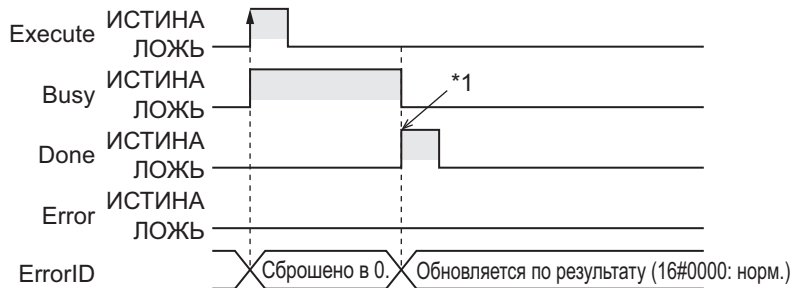 Execute ИСТИНА
ЛОЖЬ
Busy ИСТИНА
ЛОЖЬ
*1
Done ИСТИНА
ЛОЖЬ
Error ИСТИНА
ЛОЖЬ
ErrorID Сброшено в 0. Обновляется по результату (16#0000: норм.)